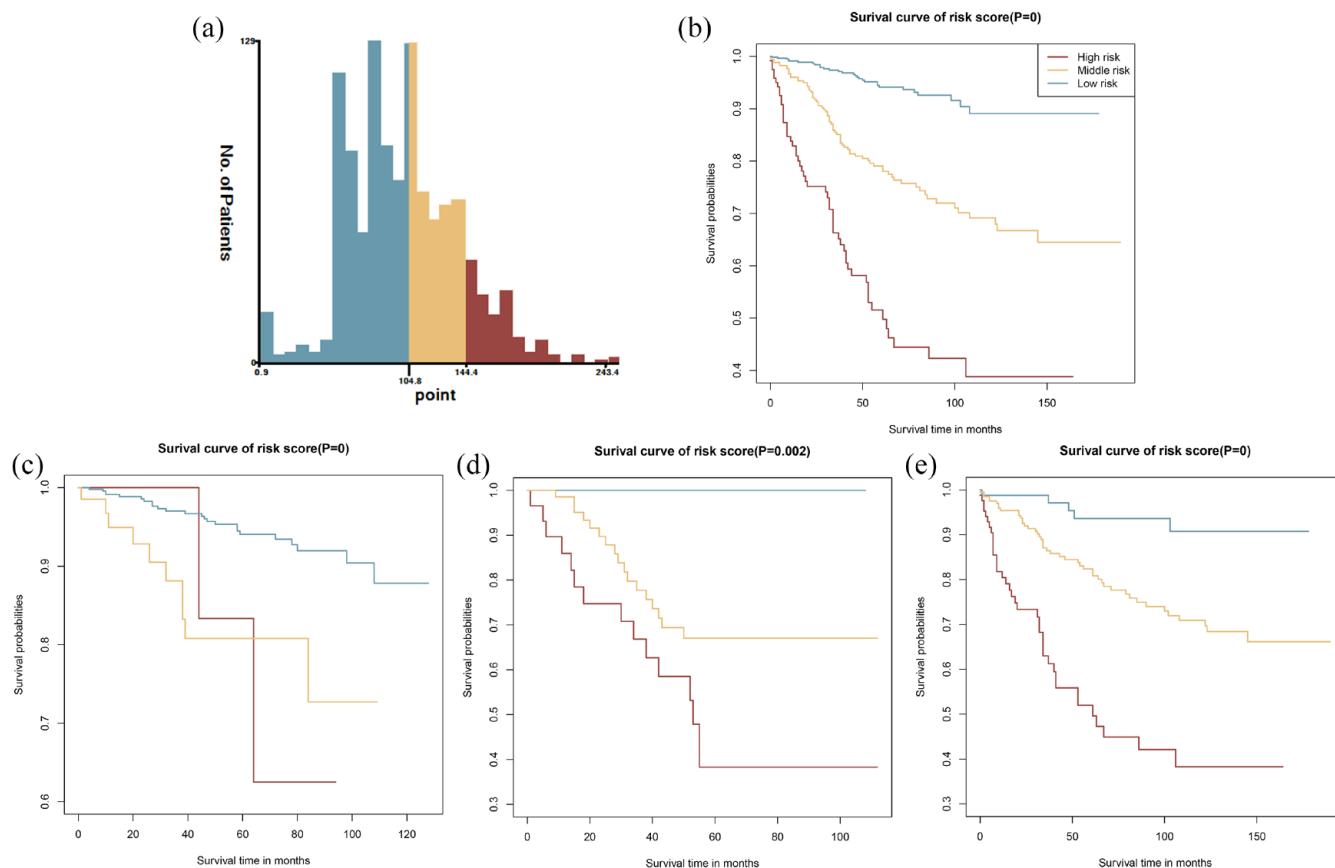 (a)
129
No. of Patients
0
0.9
104.8
144.4
243.4
point
(b)
Surival curve of risk score(P=0)
High risk
Middle risk
Low risk
1.0
0.9
0.8
0.7
0.6
0.5
0.4
Survival probabilities
0
50
100
150
Survival time in months
(c)
Surival curve of risk score(P=0)
1.0
0.9
0.8
0.7
0.6
Survival probabilities
0
20
40
60
80
100
120
Survival time in months
(d)
Surival curve of risk score(P=0.002)
1.0
0.9
0.8
0.7
0.6
0.5
0.4
0.3
Survival probabilities
0
20
40
60
80
100
Survival time in months
(e)
Surival curve of risk score(P=0)
1.0
0.9
0.8
0.7
0.6
0.5
0.4
0.3
Survival probabilities
0
50
100
150
Survival time in months